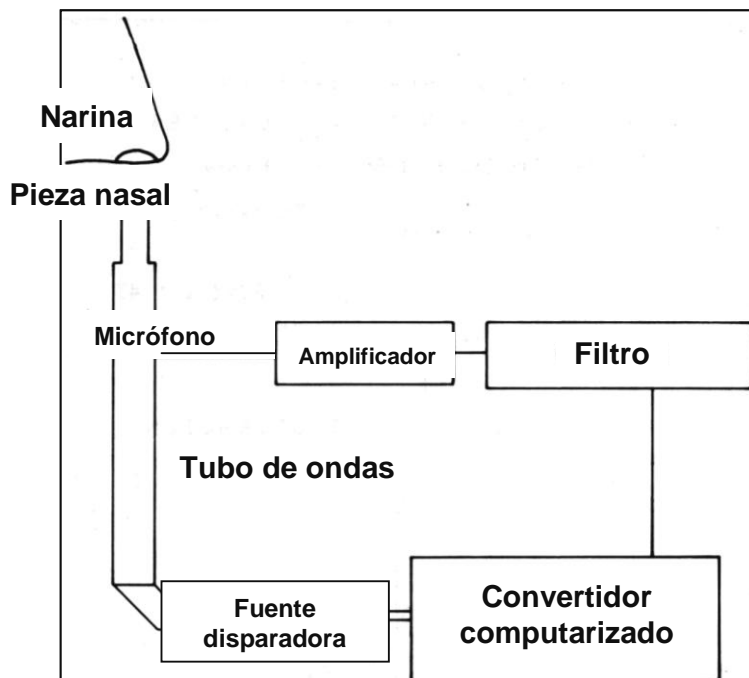 Narina
Pieza nasal
Micrófono
Amplificador
Filtro
Tubo de ondas
Fuente
disparadora
Convertidor
computarizado